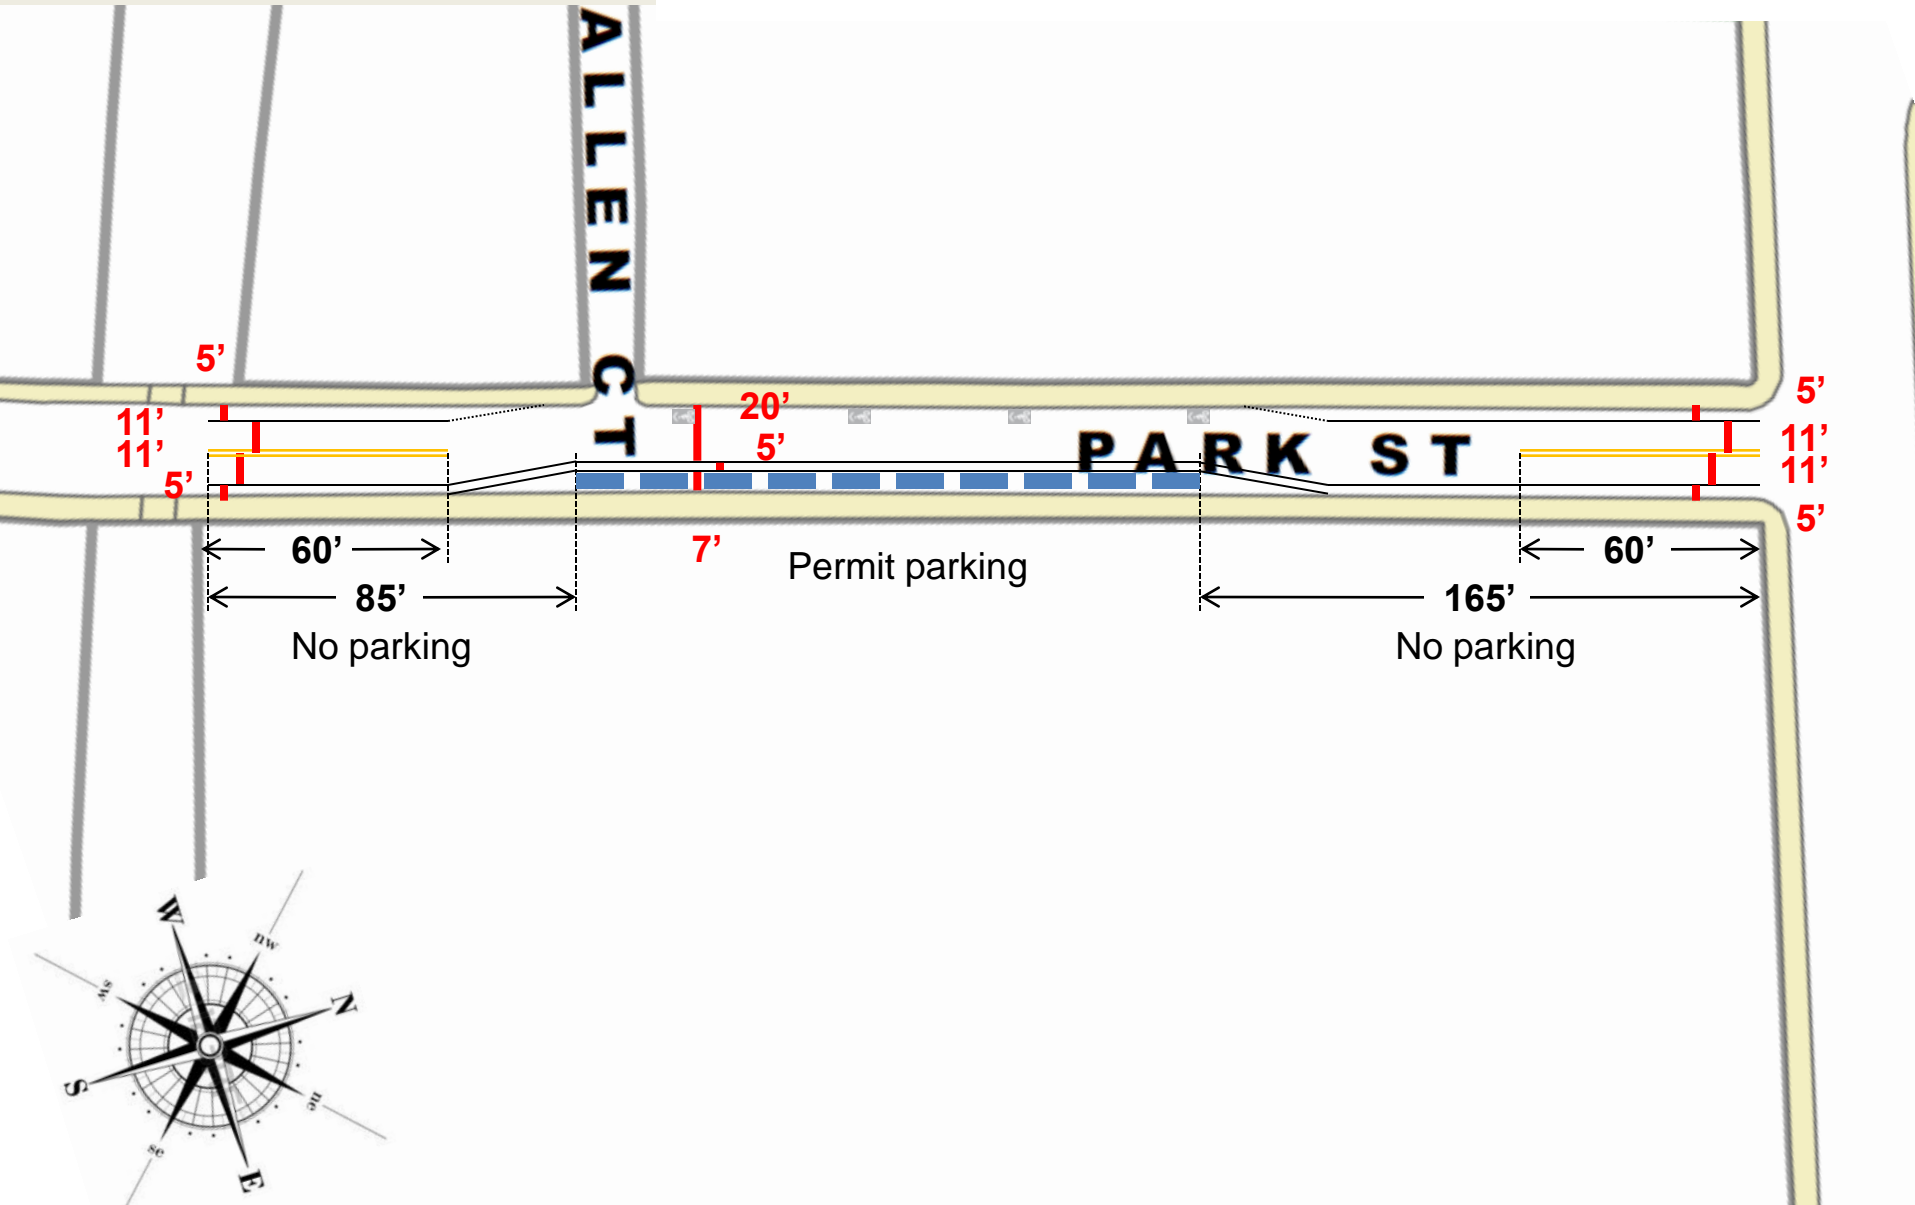 ALLEN CT
5’
11’
11’
5’
20’
5’
PARK ST
5’
11’
11’
5’
60’
7’
Permit parking
60’
85’
165’
No parking
No parking
W
nw
N
ne
E
se
S
sw